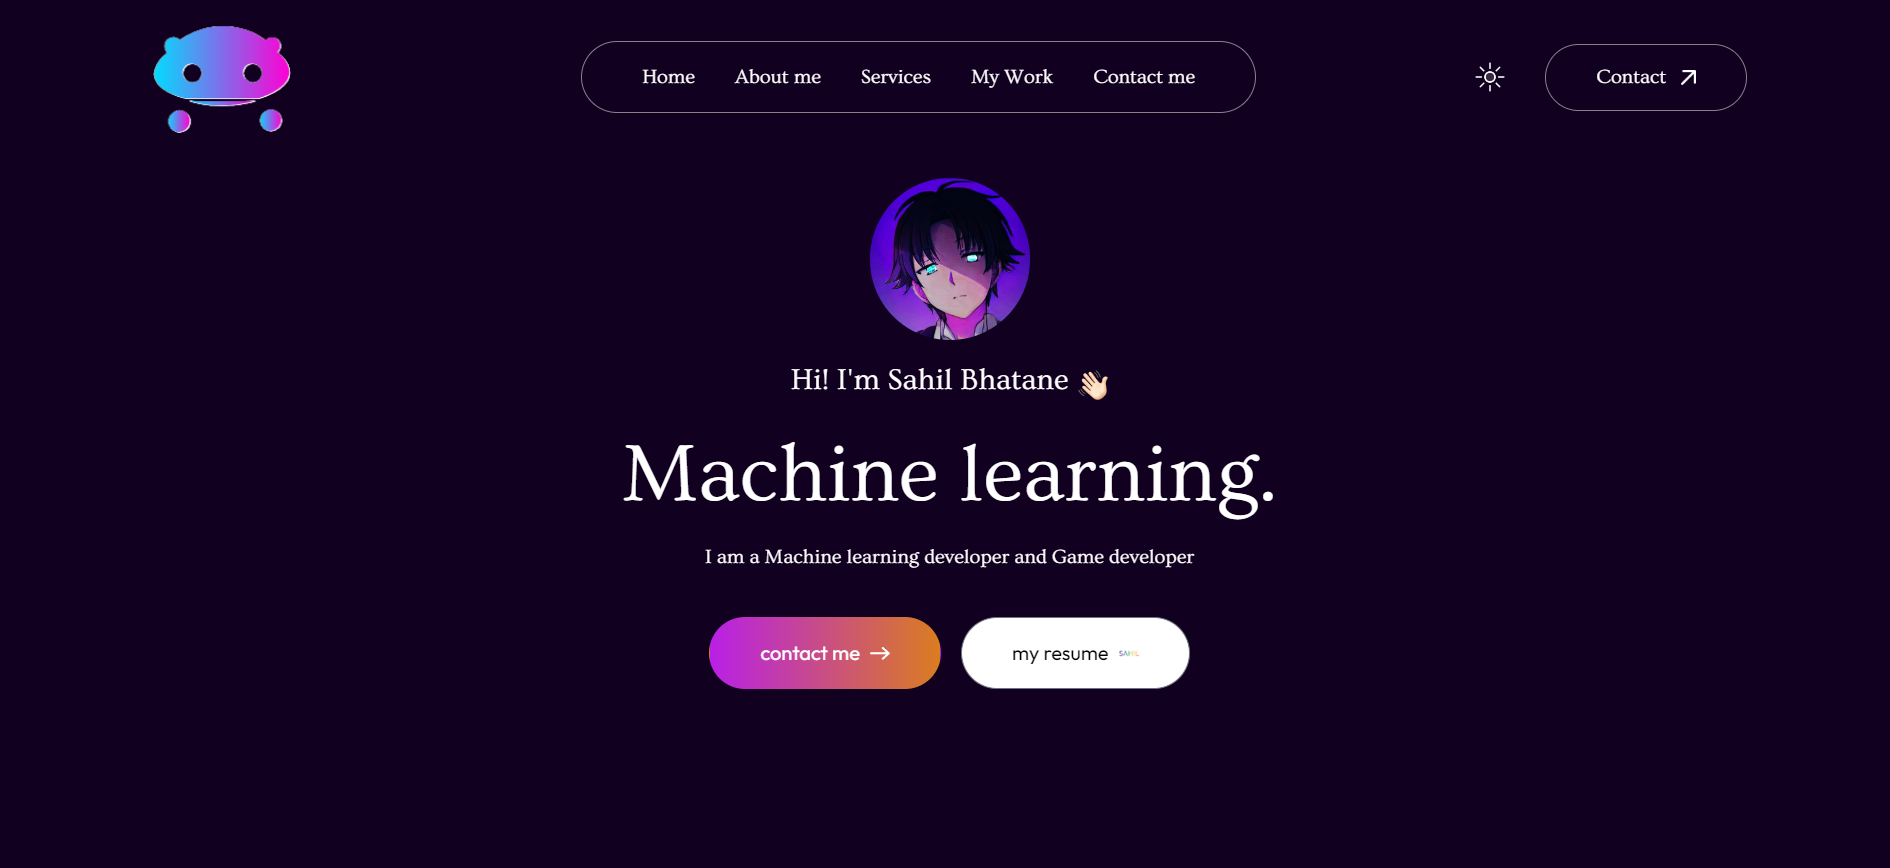 Home About me Services My Work Contact me
Contact
Hi! I'm Sahil Bhatane 👋🏻
Machine learning.
I am a Machine learning developer and Game developer
contact me
my resume SAHIL